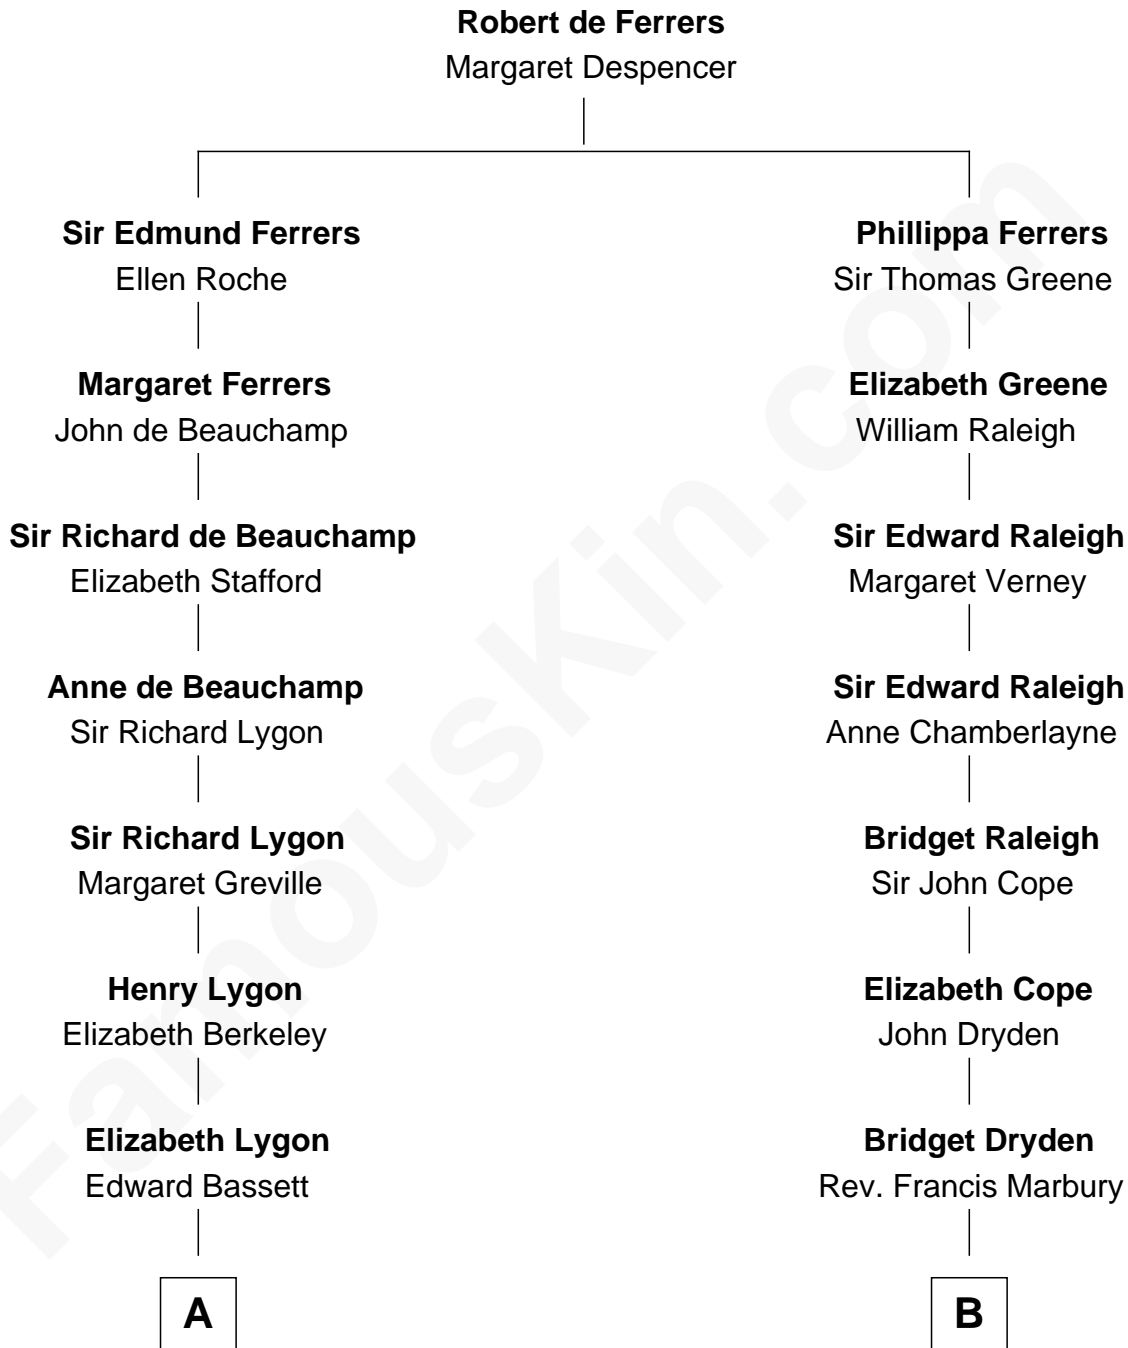 Robert de Ferrers
Margaret Despencer
Sir Edmund Ferrers
Ellen Roche
Phillippa Ferrers
Sir Thomas Greene
Margaret Ferrers
John de Beauchamp
Elizabeth Greene
William Raleigh
Sir Richard de Beauchamp
Elizabeth Stafford
Sir Edward Raleigh
Margaret Verney
Anne de Beauchamp
Sir Richard Lygon
Sir Edward Raleigh
Anne Chamberlayne
Sir Richard Lygon
Margaret Greville
Bridget Raleigh
Sir John Cope
Henry Lygon
Elizabeth Berkeley
Elizabeth Cope
John Dryden
Elizabeth Lygon
Edward Bassett
Bridget Dryden
Rev. Francis Marbury
A
B
FamousKin.com